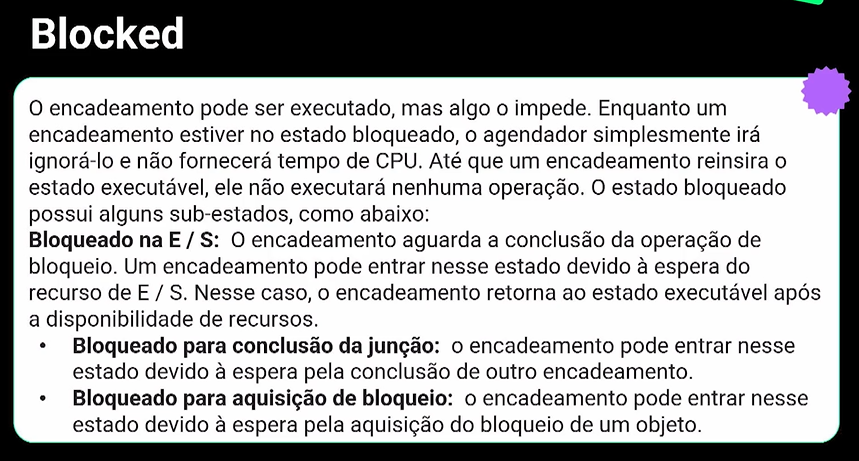 Blocked
O encadeamento pode ser executado, mas algo o impede. Enquanto um
encadeamento estiver no estado bloqueado, o agendador simplesmente irá
ignorá-lo e não fornecerá tempo de CPU. Até que um encadeamento reinsira o
estado executável, ele não executará nenhuma operação. O estado bloqueado
possui alguns sub-estados, como abaixo:
Bloqueado na E / S: O encadeamento aguarda a conclusão da operação de
bloqueio. Um encadeamento pode entrar nesse estado devido à espera do
recurso de E / S. Nesse caso, o encadeamento retorna ao estado executável após
a disponibilidade de recursos.
• Bloqueado para conclusão da junção: o encadeamento pode entrar nesse
estado devido à espera pela conclusão de outro encadeamento.
• Bloqueado para aquisição de bloqueio: o encadeamento pode entrar nesse
estado devido à espera pela aquisição do bloqueio de um objeto.